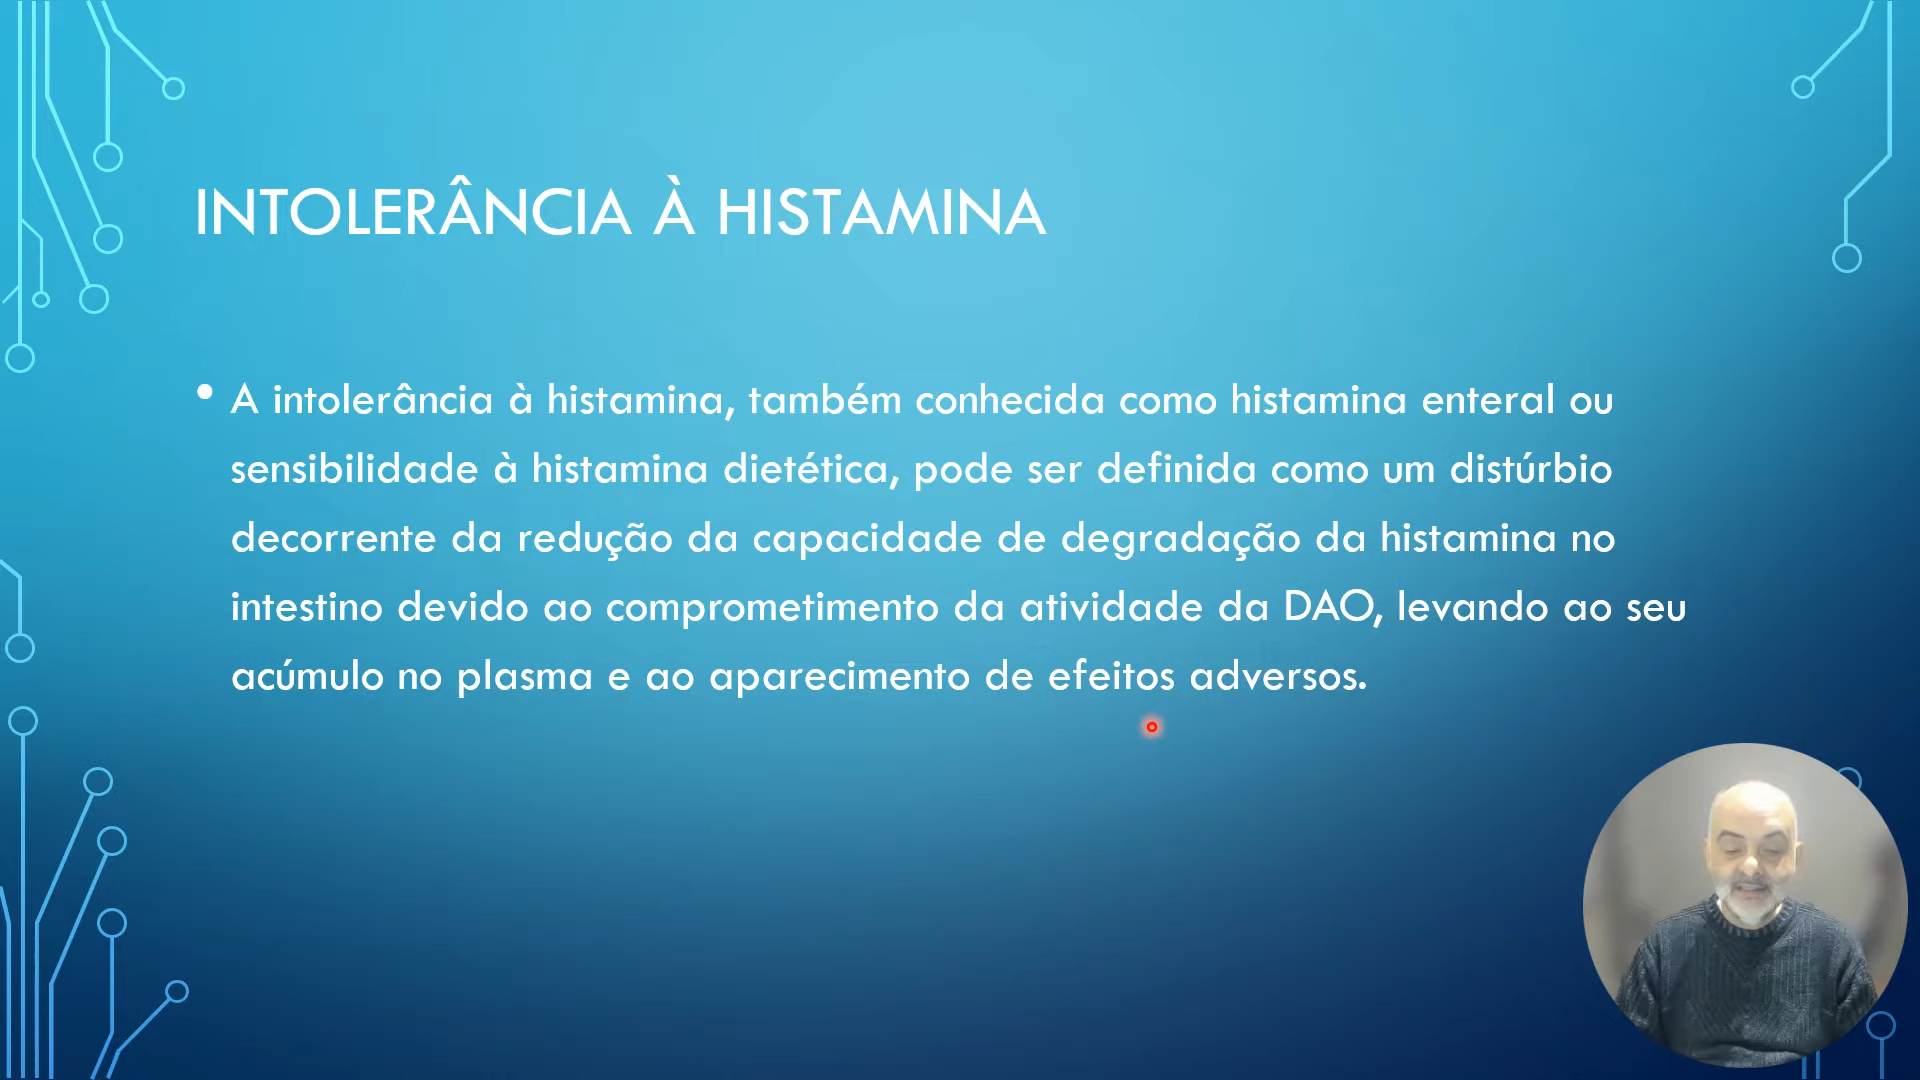 INTOLERÂNCIA À HISTAMINA
• A intolerância à histamina, também conhecida como histamina enteral ou
sensibilidade à histamina dietética, pode ser definida como um distúrbio
decorrente da redução da capacidade de degradação da histamina no
intestino devido ao comprometimento da atividade da DAO, levando ao seu
acúmulo no plasma e ao aparecimento de efeitos adversos.